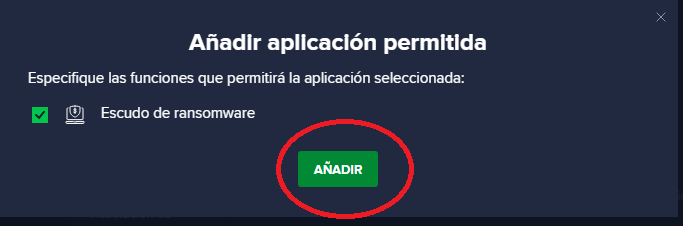 Añadir aplicación permitida
Especifique las funciones que permitirá la aplicación seleccionada:
Escudo de ransomware
AÑADIR